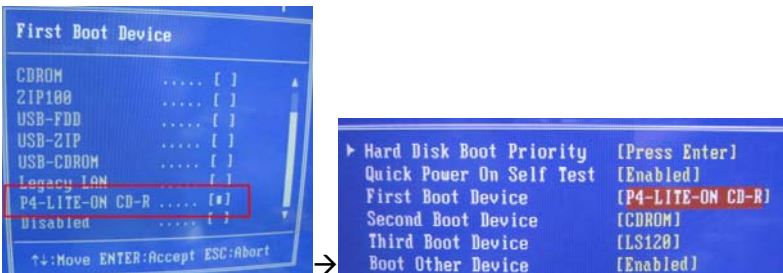 First Boot Device
CDROM ..... [ ]
ZIP100 ..... [ ]
USB-FDD ..... [ ]
USB-ZIP ..... [ ]
USB-CDROM ..... [ ]
Legacy LAN ..... [ ]
P4-LITE-ON CD-R ..... [■]
Disabled ..... [ ]
↑↓:Move ENTER:Accept ESC:Abort
→
▶ Hard Disk Boot Priority [Press Enter]
Quick Power On Self Test [Enabled]
First Boot Device [P4-LITE-ON CD-R]
Second Boot Device [CDROM]
Third Boot Device [LS120]
Boot Other Device [Enabled]